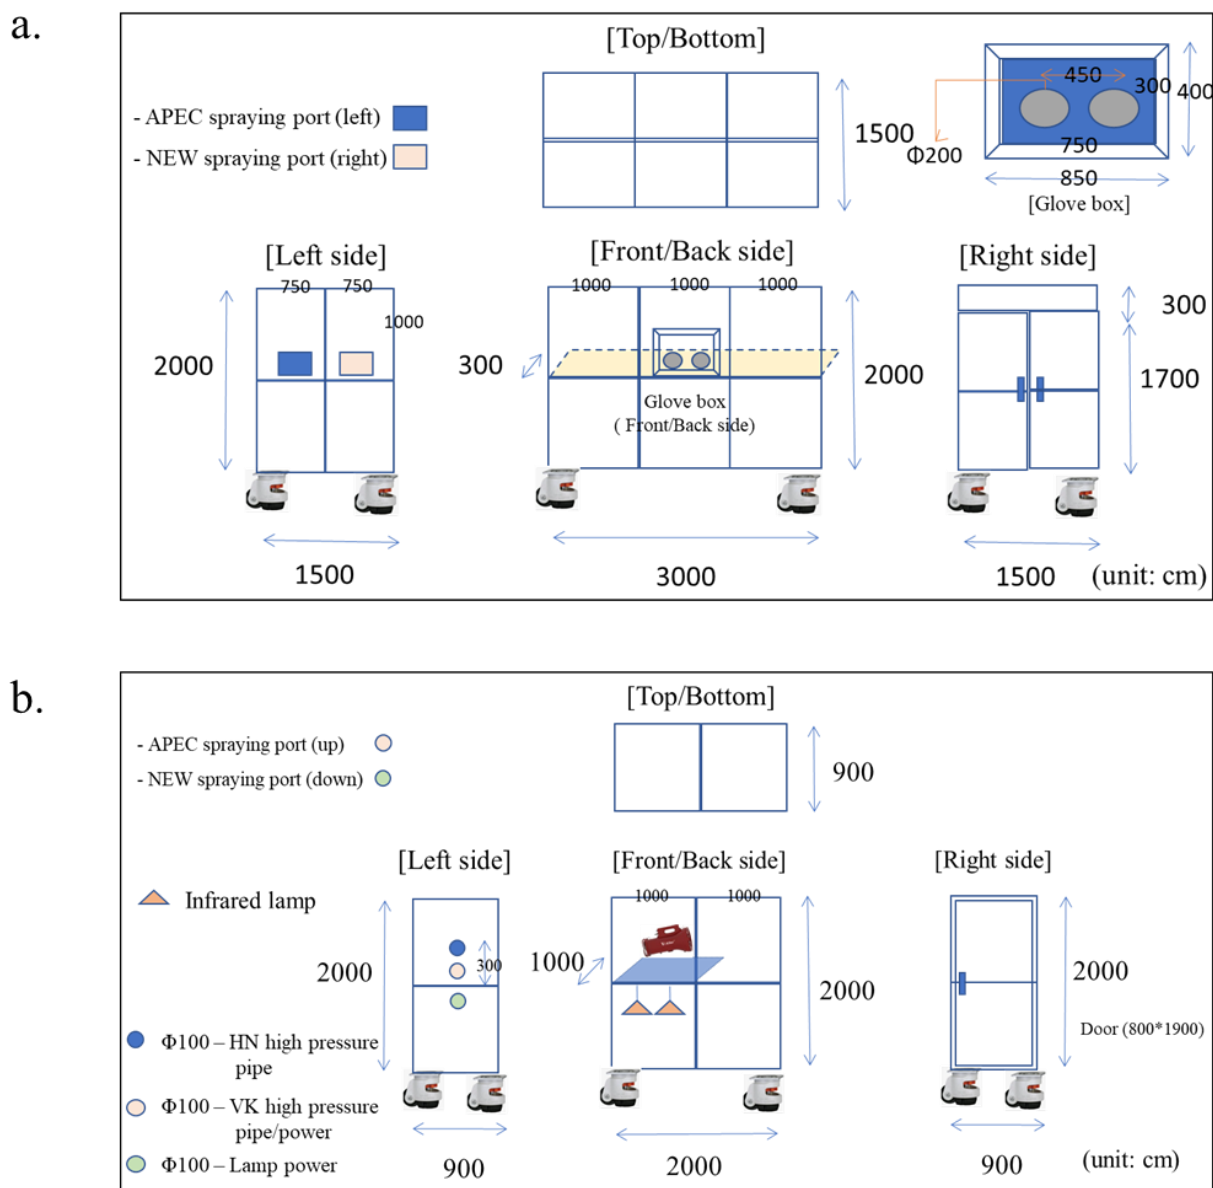 a.
[Top/Bottom]
- APEC spraying port (left)
- NEW spraying port (right)
1500
450
300
400
Φ200
750
850
[Glove box]
[Left side]
750
750
1000
2000
1500
[Front/Back side]
1000
1000
1000
300
2000
Glove box
( Front/Back side)
3000
[Right side]
300
1700
1500
(unit: cm)
b.
[Top/Bottom]
- APEC spraying port (up)
- NEW spraying port (down)
900
Infrared lamp
Φ100 – HN high pressure
pipe
Φ100 – VK high pressure
pipe/power
Φ100 – Lamp power
[Left side]
2000
300
900
[Front/Back side]
1000
1000
1000
2000
2000
[Right side]
2000
Door (800*1900)
900
(unit: cm)